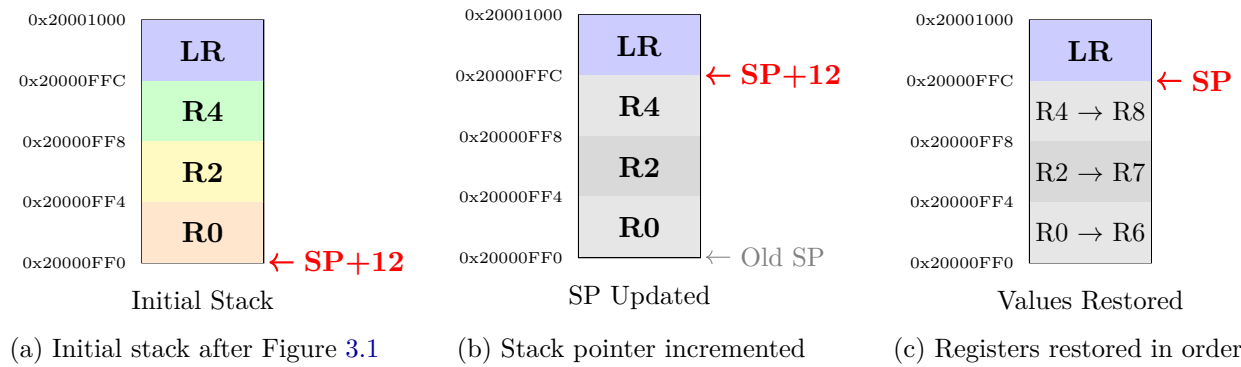 0x20001000
LR
0x20000FFC
R4
0x20000FF8
R2
0x20000FF4
R0
0x20000FF0
← SP+12
Initial Stack
(a) Initial stack after Figure 3.1
0x20001000
LR
0x20000FFC
← SP+12
R4
0x20000FF8
R2
0x20000FF4
R0
0x20000FF0
← Old SP
SP Updated
(b) Stack pointer incremented
0x20001000
LR
0x20000FFC
← SP
R4 → R8
0x20000FF8
R2 → R7
0x20000FF4
R0 → R6
0x20000FF0
Values Restored
(c) Registers restored in order